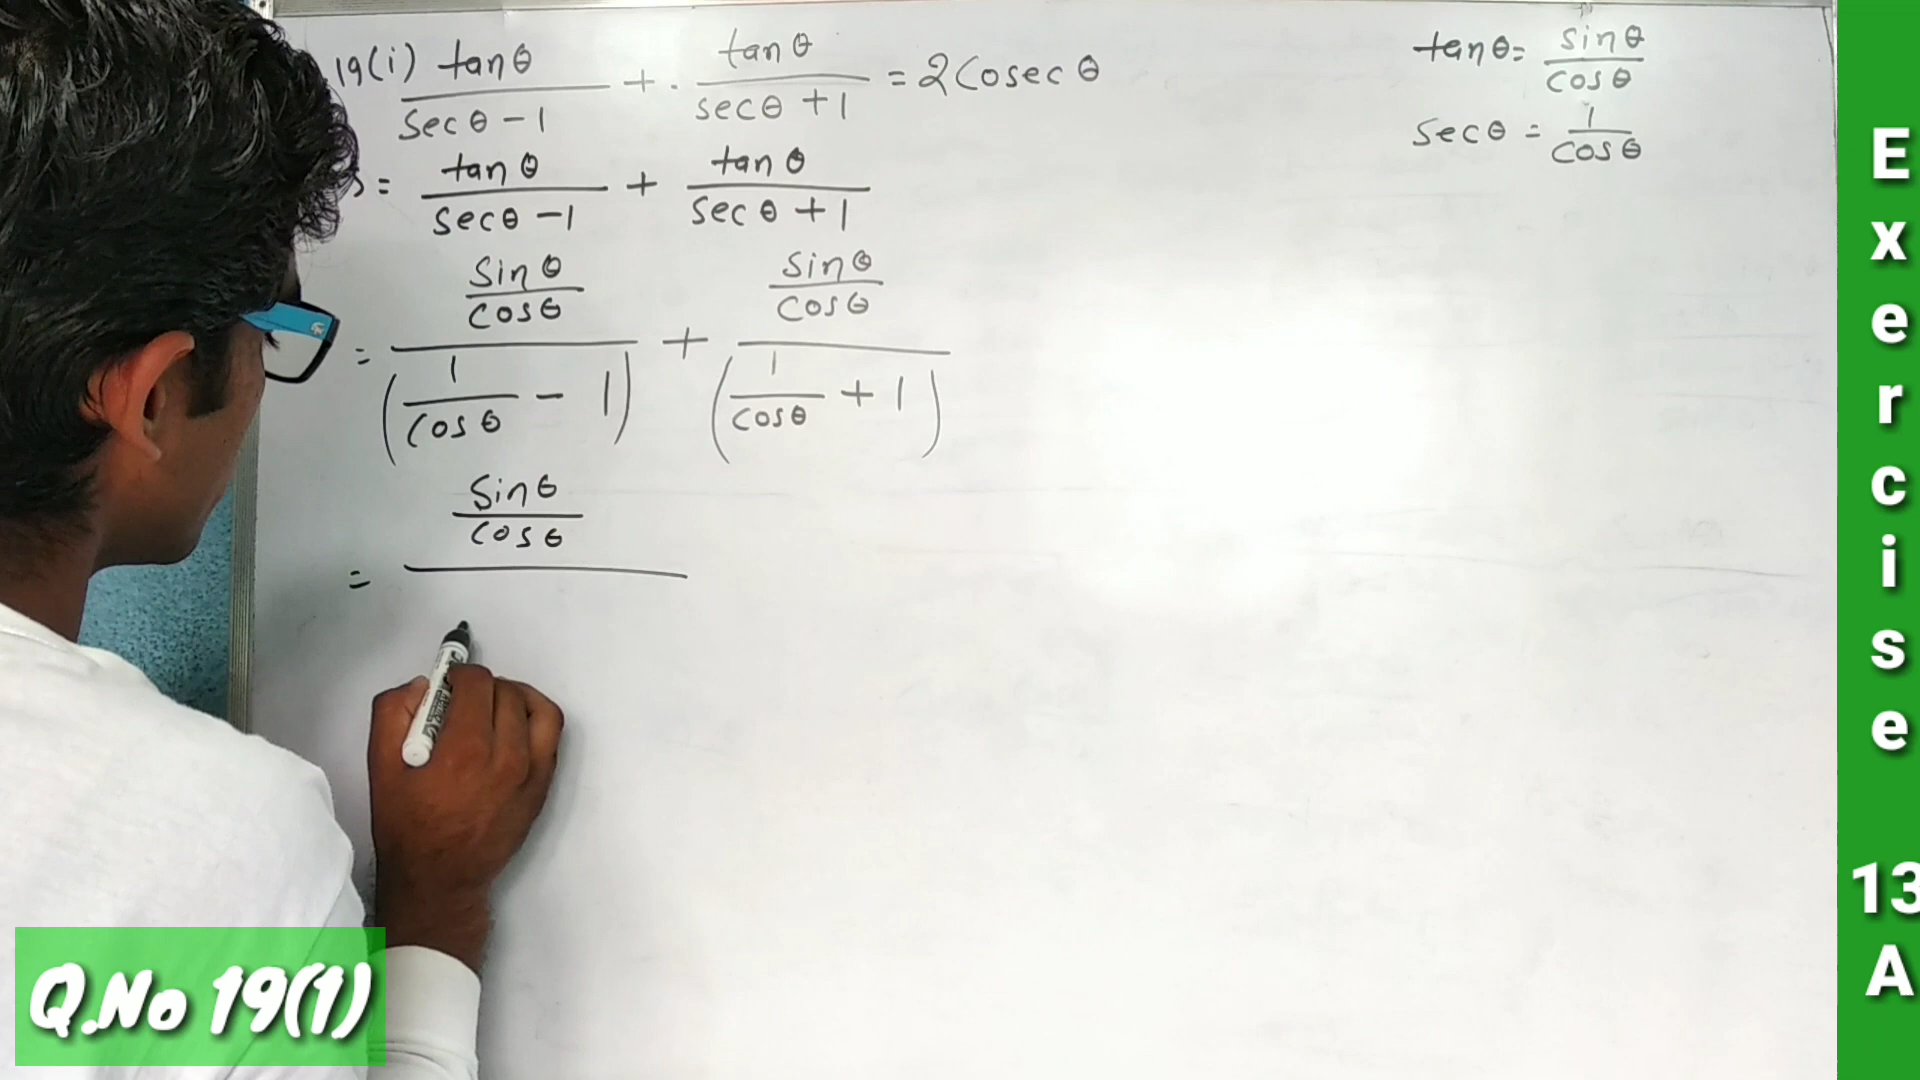 19(i) tanθ/(secθ-1) + tanθ/(secθ+1) = 2Cosecθ
= tanθ/(secθ-1) + tanθ/(secθ+1)
= (Sinθ/cosθ)/(1/cosθ - 1) + (Sinθ/cosθ)/(1/cosθ + 1)
= Sinθ/cosθ
tanθ= sinθ/cosθ
secθ = 1/cosθ
Exercise 13 A
Q.No 19(1)